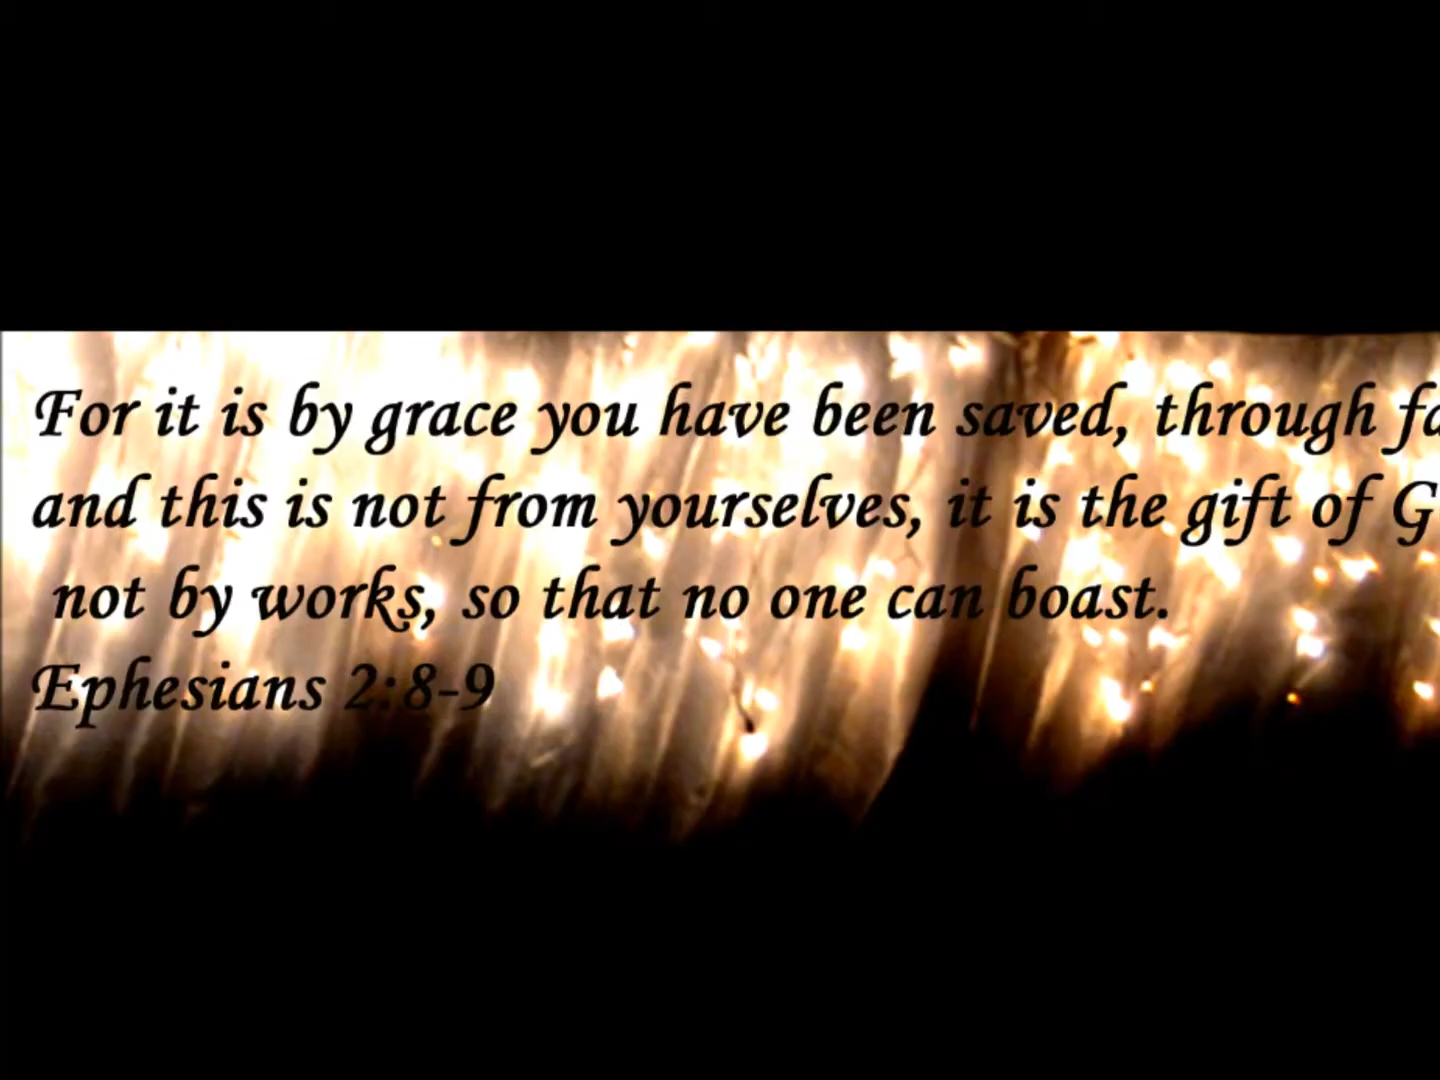 For it is by grace you have been saved, through fa
and this is not from yourselves, it is the gift of G
not by works, so that no one can boast.
Ephesians 2:8-9